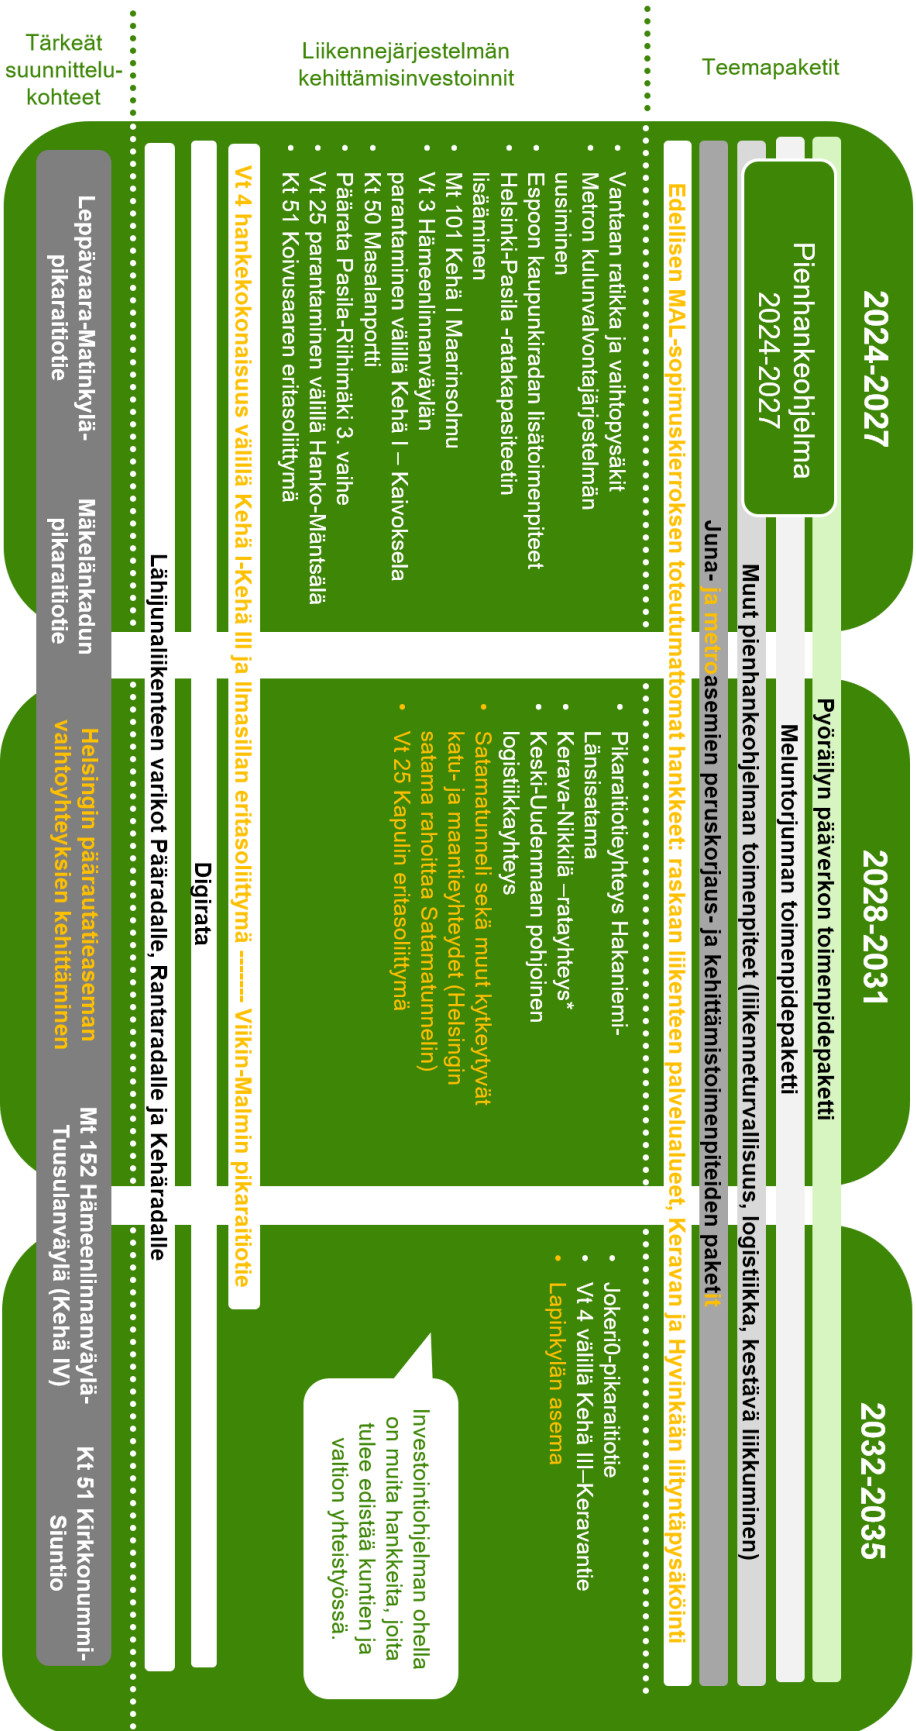 Tärkeät
suunnittelu-
kohteet
Liikennejärjestelmän
kehittämisinvestoinnit
Teemapaketit
2024-2027
2028-2031
2032-2035
Pienhankeohjelma
2024-2027
Pyöräilyn pääverkon toimenpidepaketti
Meluntorjunnan toimenpidepaketti
Muut pienhankeohjelman toimenpiteet (liikenneturvallisuus, logistiikka, kestävä liikkuminen)
Juna- ja metroasemien peruskorjaus- ja kehittämistoimenpiteiden paketit
Edellisen MAL-sopimuskierroksen toteutumattomat hankkeet: raskaan liikenteen palvelualueet, Keravan ja Hyvinkään liityntäpysäköinti
• Vantaan ratikka ja vaihtopysäkit
• Metron kulunvalvontajärjestelmän
uusiminen
• Espoon kaupunkiradan lisätoimenpiteet
• Helsinki-Pasila -ratakapasiteetin
lisääminen
• Mt 101 Kehä I Maarinsolmu
• Vt 3 Hämeenlinnanväylän
parantaminen välillä Kehä I – Kaivoksela
• Kt 50 Masalanportti
• Päärata Pasila-Riihimäki 3. vaihe
• Vt 25 parantaminen välillä Hanko-Mäntsälä
• Kt 51 Koivusaaren eritasoliittymä
• Pikaraitiotieyhteys Hakaniemi-
Länsisatama
• Kerava-Nikkilä –ratayhteys*
• Keski-Uudenmaan pohjoinen
logistiikkayhteys
• Satamatunneli sekä muut kytkeytyvät
katu- ja maantieyhteydet (Helsingin
satama rahoittaa Satamatunnelin)
• Vt 25 Kapulin eritasoliittymä
• Jokeri0-pikaraitiotie
• Vt 4 välillä Kehä III–Keravantie
• Lapinkylän asema
Investointiohjelman ohella
on muita hankkeita, joita
tulee edistää kuntien ja
valtion yhteistyössä.
Vt 4 hankekokonaisuus välillä Kehä I-Kehä III ja Ilmasillan eritasoliittymä ------- Viikin-Malmin pikaraitiotie
Digirata
Lähijunaliikenteen varikot Pääradalle, Rantaradalle ja Kehäradalle
Leppävaara-Matinkylä-
pikaraitiotie
Mäkelänkadun
pikaraitiotie
Helsingin päärautatieaseman
vaihtoyhteyksien kehittäminen
Mt 152 Hämeenlinnanväylä-
Tuusulanväylä (Kehä IV)
Kt 51 Kirkkonummi-
Siuntio